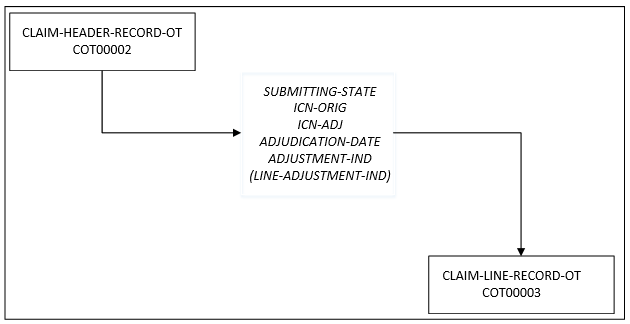 CLAIM-HEADER-RECORD-OT
COT00002
SUBMITTING-STATE
ICN-ORIG
ICN-ADJ
ADJUDICATION-DATE
ADJUSTMENT-IND
(LINE-ADJUSTMENT-IND)
CLAIM-LINE-RECORD-OT
COT00003